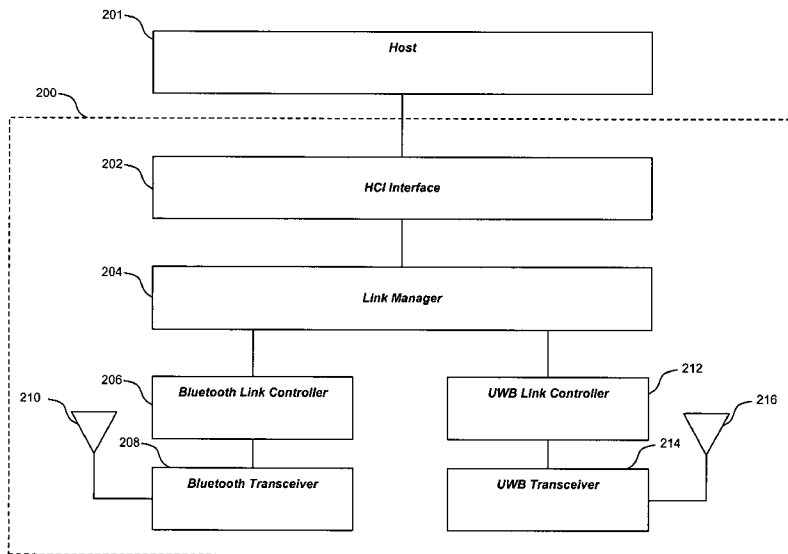 201
Host
200
202
HCI Interface
204
Link Manager
206
Bluetooth Link Controller
UWB Link Controller
212
210
216
208
Bluetooth Transceiver
214
UWB Transceiver